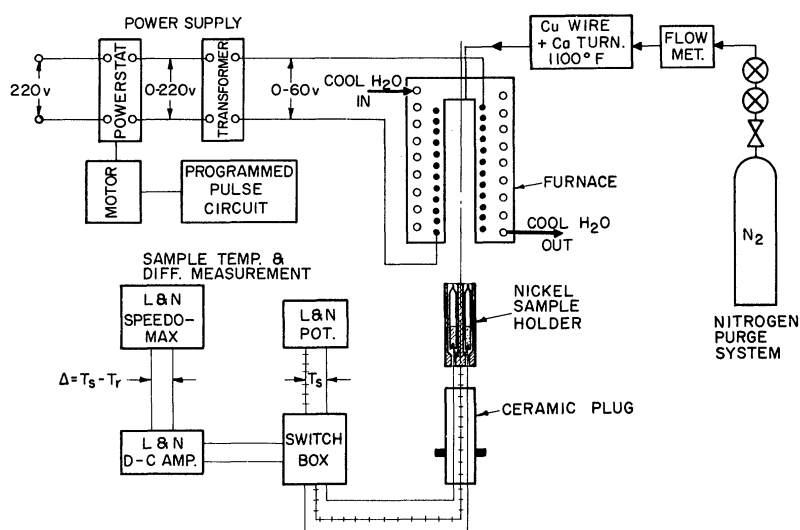 POWER SUPPLY
220v
POWERSTAT
0-220v
TRANSFORMER
0-60v
MOTOR
PROGRAMMED
PULSE
CIRCUIT
COOL H2O
IN
Cu WIRE
+ Ca TURN.
1100°F
FLOW
MET.
FURNACE
COOL H2O
OUT
N2
NITROGEN
PURGE
SYSTEM
SAMPLE TEMP. &
DIFF. MEASUREMENT
L&N
SPEEDO-
MAX
L&N
POT.
Δ=Ts-Tr
Ts
L&N
D-C AMP.
SWITCH
BOX
NICKEL
SAMPLE
HOLDER
CERAMIC PLUG